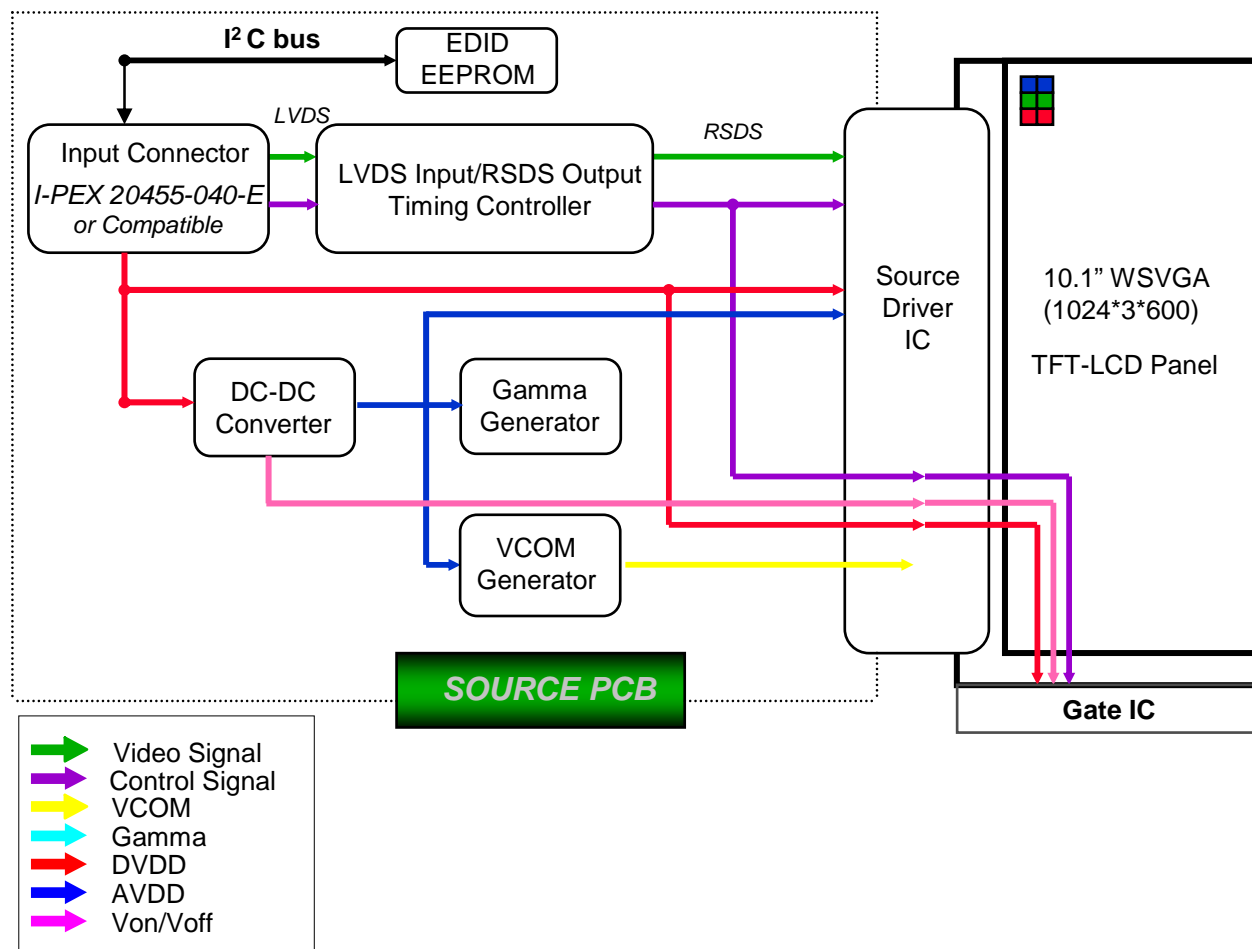 I² C bus
EDID
EEPROM
LVDS
RSDS
Input Connector
I-PEX 20455-040-E
or Compatible
LVDS Input/RSDS Output
Timing Controller
Source
Driver
IC
10.1” WSVGA
(1024*3*600)
TFT-LCD Panel
DC-DC
Converter
Gamma
Generator
VCOM
Generator
SOURCE PCB
Gate IC
Video Signal
Control Signal
VCOM
Gamma
DVDD
AVDD
Von/Voff